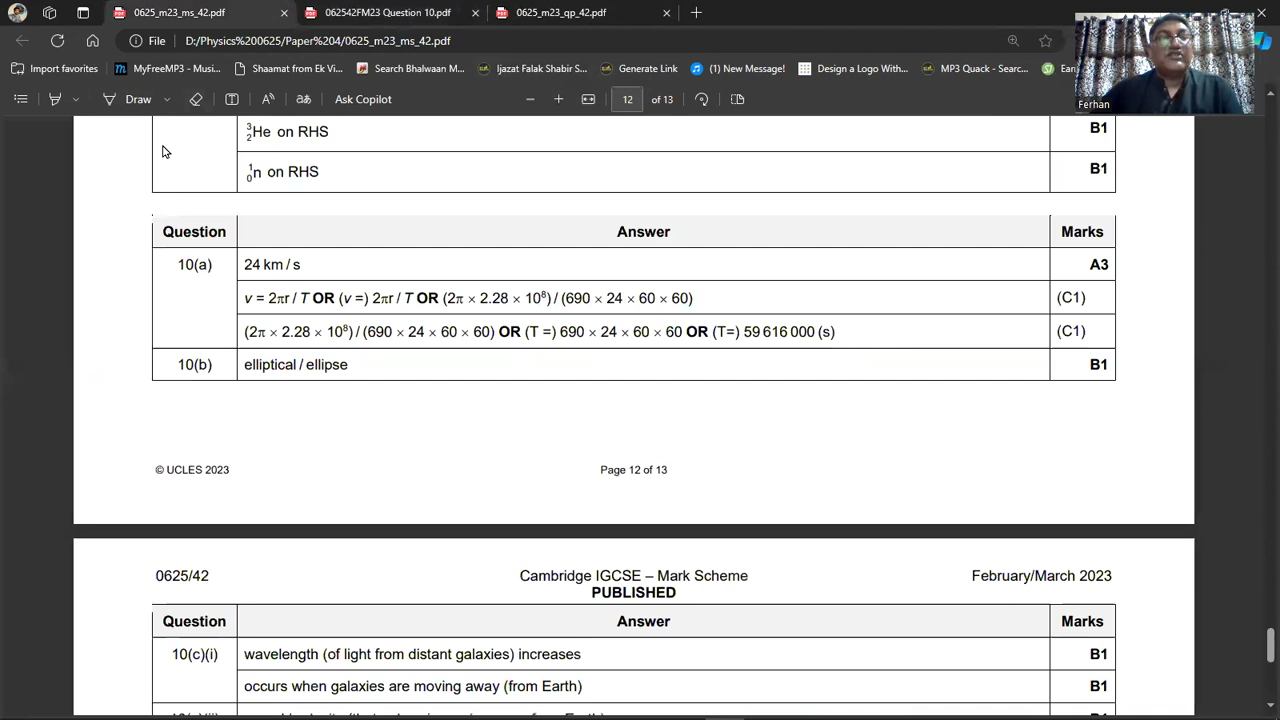 0625_m23_ms_42.pdf
062542FM23 Question 10.pdf
0625_m23_qp_42.pdf
File D:/Physics%200625/Paper%204/0625_m23_ms_42.pdf
Import favorites
MyFreeMP3 - Musi...
Shaamat from Ek Vi...
Search Bhalwaan M...
Ijazat Falak Shabir S...
Generate Link
(1) New Message!
Design a Logo With...
MP3 Quack - Searc...
Ear
Draw
Ask Copilot
12 of 13
Ferhan
³₂He on RHS B1
¹₀n on RHS B1
Question Answer Marks
10(a) 24 km / s A3
v = 2πr / T OR (v =) 2πr / T OR (2π × 2.28 × 10⁸) / (690 × 24 × 60 × 60) (C1)
(2π × 2.28 × 10⁸) / (690 × 24 × 60 × 60) OR (T =) 690 × 24 × 60 × 60 OR (T=) 59 616 000 (s) (C1)
10(b) elliptical / ellipse B1
© UCLES 2023 Page 12 of 13
0625/42 Cambridge IGCSE – Mark Scheme February/March 2023
PUBLISHED
Question Answer Marks
10(c)(i) wavelength (of light from distant galaxies) increases B1
occurs when galaxies are moving away (from Earth) B1